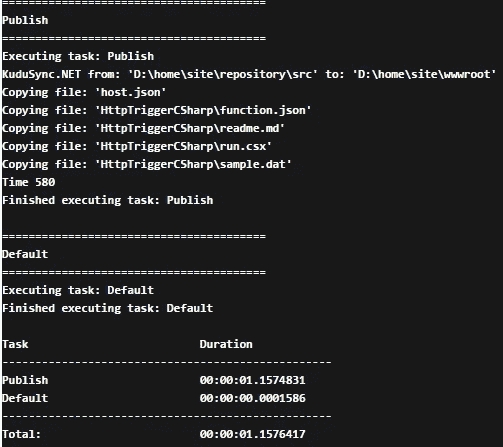 ========================================
Publish
========================================
Executing task: Publish
KuduSync.NET from: 'D:\home\site\repository\src' to: 'D:\home\site\wwwroot'
Copying file: 'host.json'
Copying file: 'HttpTriggerCSharp\function.json'
Copying file: 'HttpTriggerCSharp\readme.md'
Copying file: 'HttpTriggerCSharp\run.csx'
Copying file: 'HttpTriggerCSharp\sample.dat'
Time 580
Finished executing task: Publish
========================================
Default
========================================
Executing task: Default
Finished executing task: Default
Task                          Duration
--------------------------------------------------
Publish                       00:00:01.1574831
Default                       00:00:00.0001586
--------------------------------------------------
Total:                        00:00:01.1576417